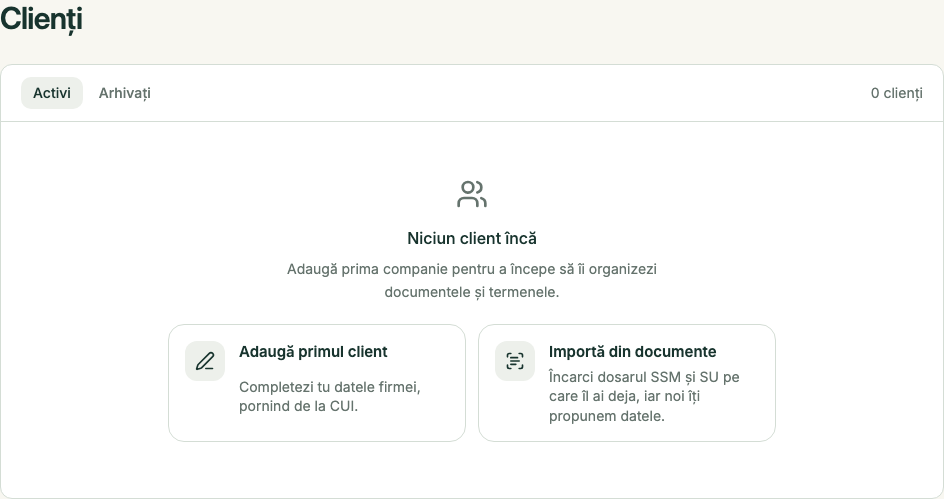 Clienți
Activi
Arhivați
0 clienți
Niciun client încă
Adaugă prima companie pentru a începe să îi organizezi
documentele și termenele.
Adaugă primul client
Completezi tu datele firmei,
pornind de la CUI.
Importă din documente
Încarci dosarul SSM și SU pe
care îl ai deja, iar noi îți
propunem datele.